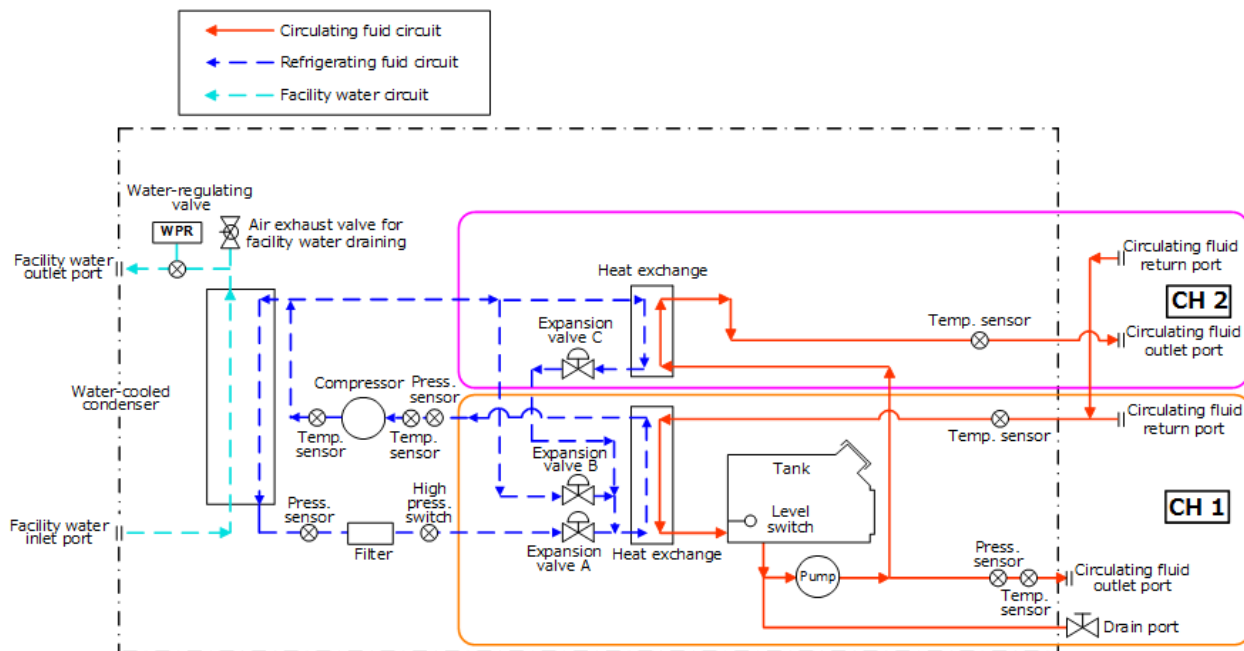 Circulating fluid circuit
Refrigerating fluid circuit
Facility water circuit
Water-regulating
valve
WPR
Air exhaust valve for
facility water draining
Facility water
outlet port
Heat exchange
Circulating fluid
return port
CH 2
Expansion
valve C
Temp. sensor
Circulating fluid
outlet port
Water-cooled
condenser
Compressor
Press.
sensor
Temp.
sensor
Temp.
sensor
Temp. sensor
Circulating fluid
return port
Expansion
valve B
Tank
Level
switch
CH 1
Press.
sensor
High
press.
switch
Facility water
inlet port
Filter
Expansion
valve A
Heat exchange
Pump
Press.
sensor
Temp.
sensor
Circulating fluid
outlet port
Drain port